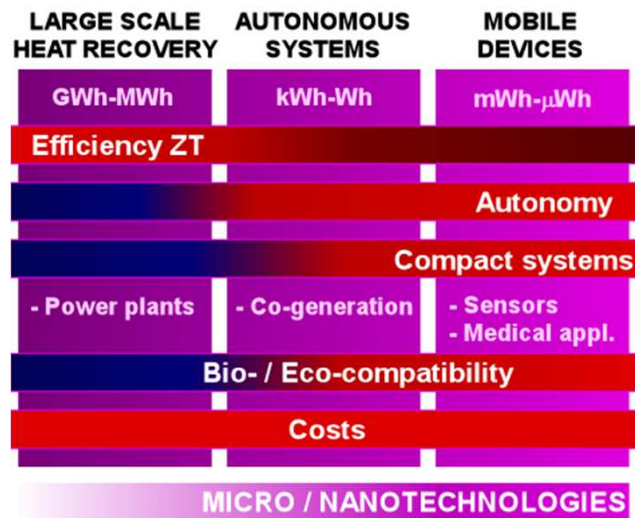 LARGE SCALE
HEAT RECOVERY
AUTONOMOUS
SYSTEMS
MOBILE
DEVICES
GWh-MWh
kWh-Wh
mWh-µWh
Efficiency ZT
Autonomy
Compact systems
- Power plants
- Co-generation
- Sensors
- Medical appl.
Bio- / Eco-compatibility
Costs
MICRO / NANOTECHNOLOGIES